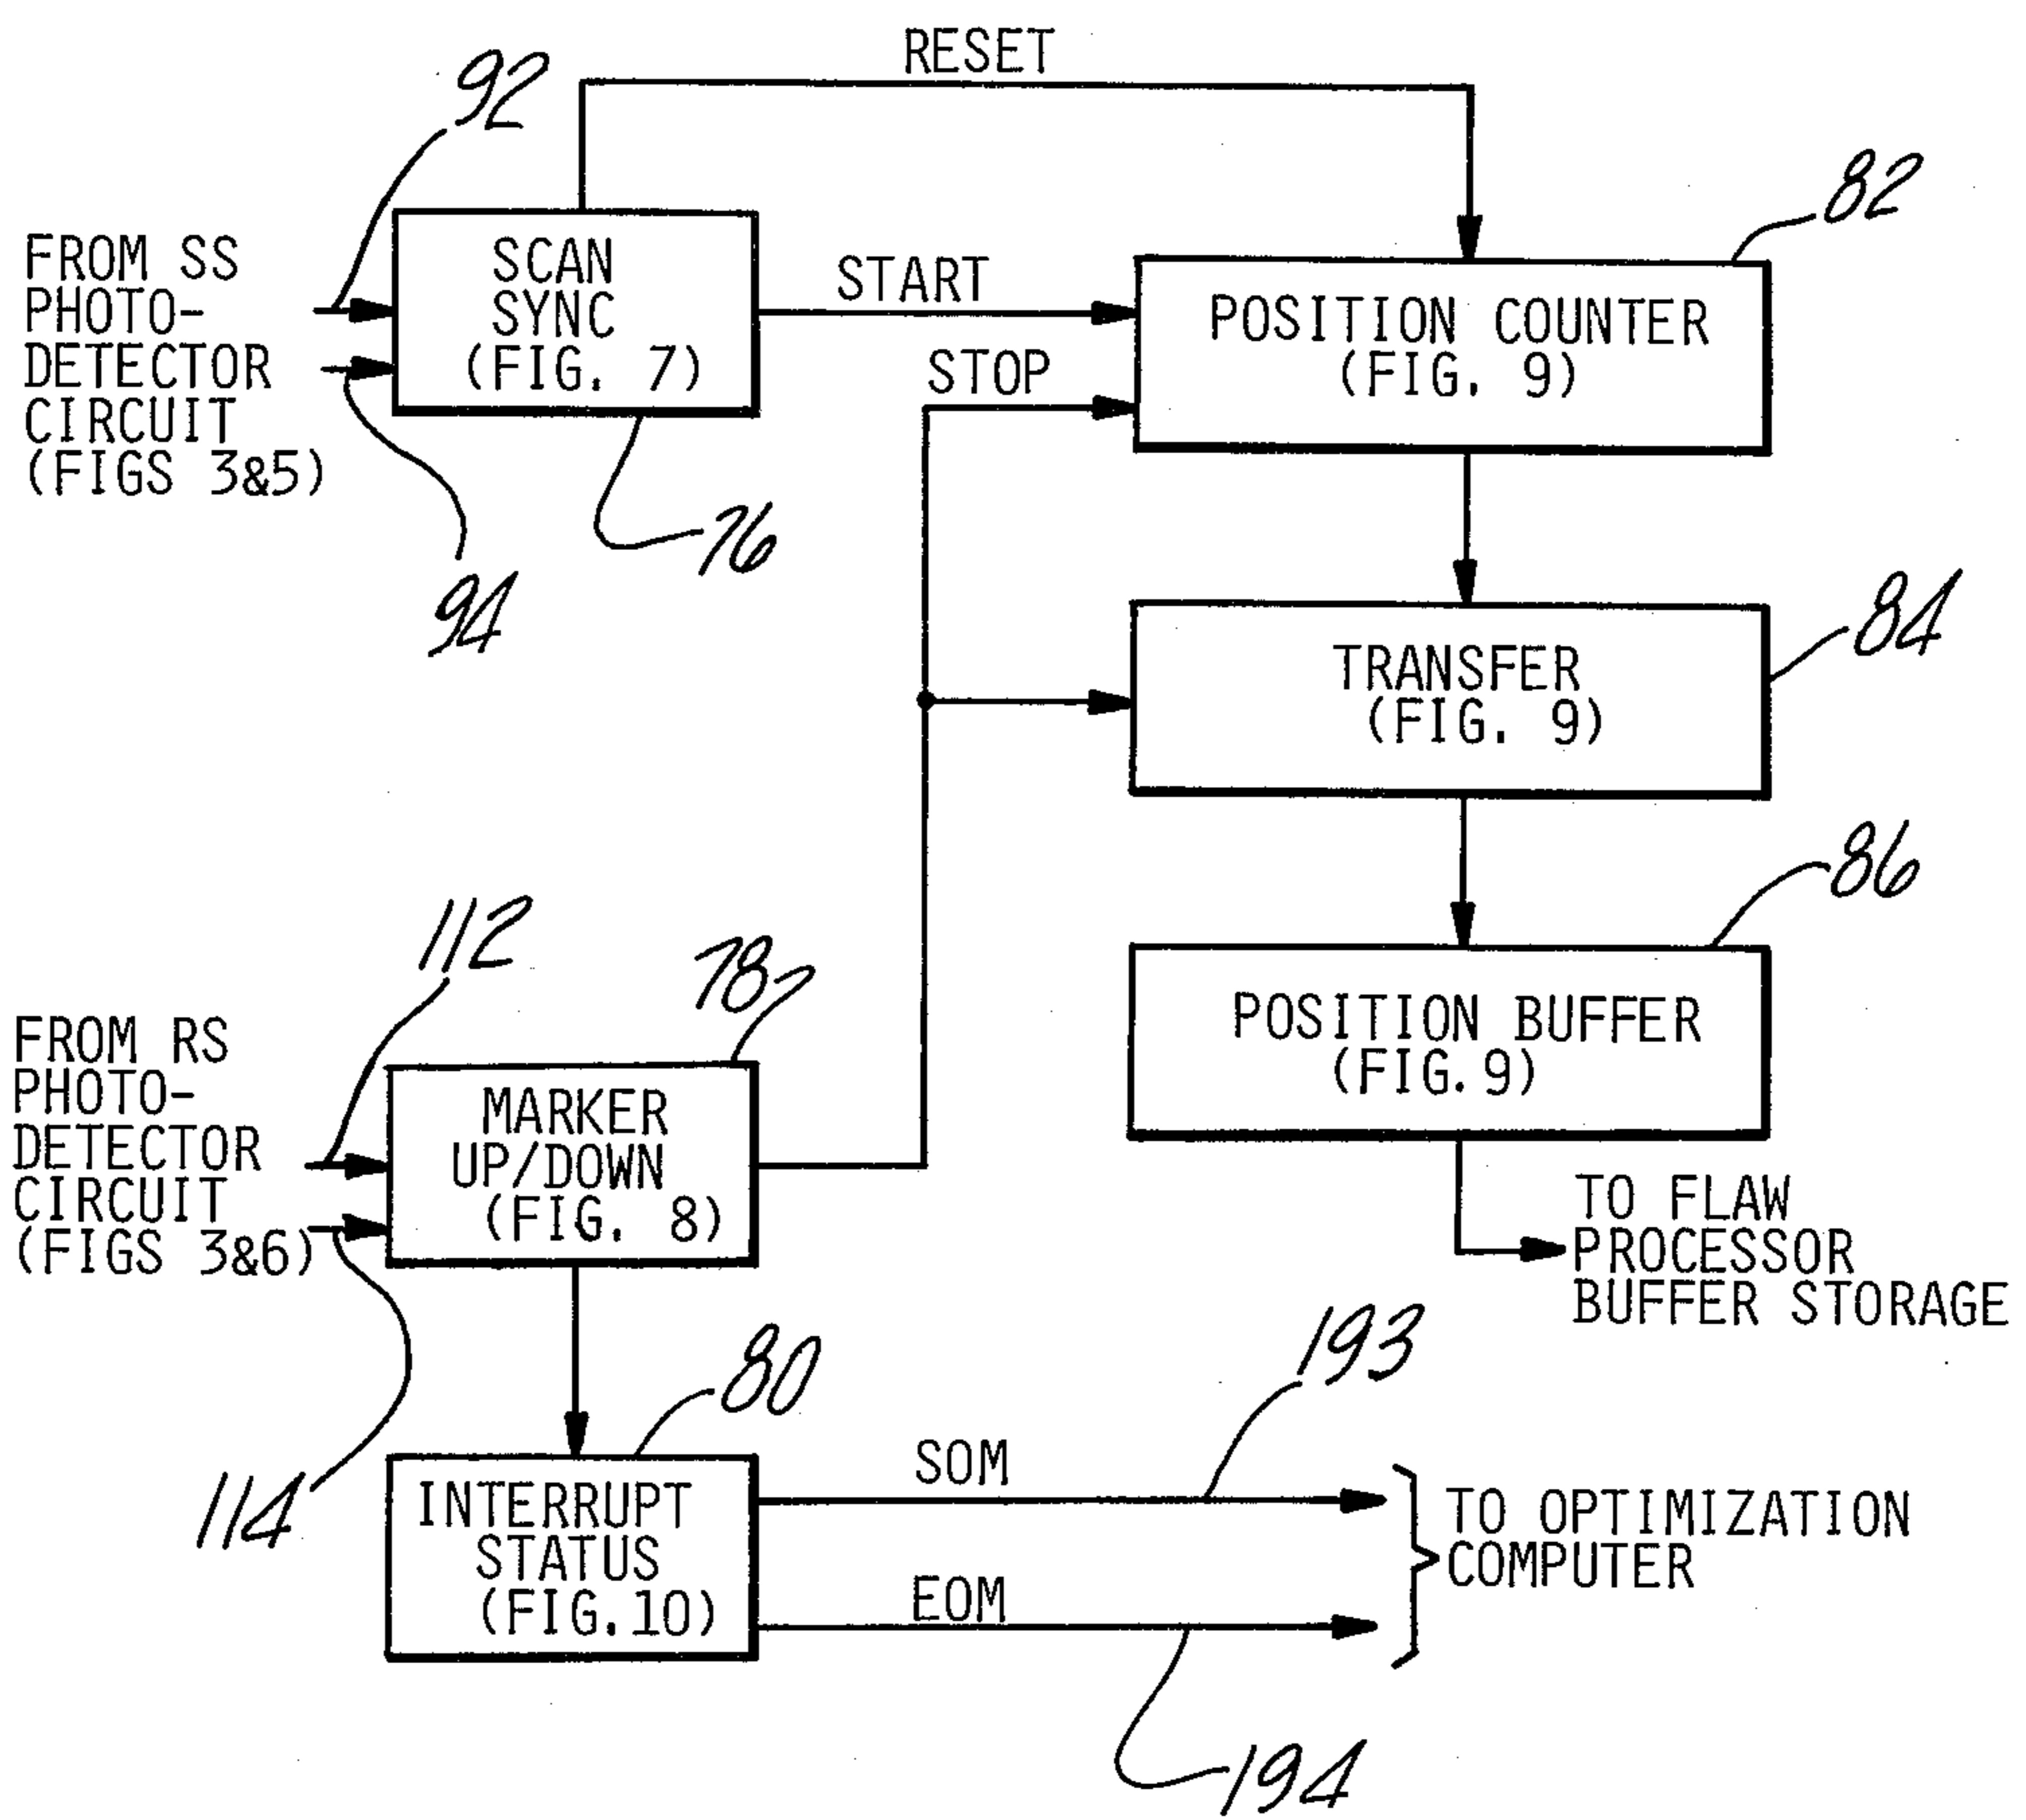 RESET
92
82
FROM SS
PHOTO-
DETECTOR
CIRCUIT
(FIGS 3&5)
SCAN
SYNC
(FIG. 7)
START
STOP
POSITION COUNTER
(FIG. 9)
76
94
84
TRANSFER
(FIG. 9)
86
112
78
FROM RS
PHOTO-
DETECTOR
CIRCUIT
(FIGS 3&6)
MARKER
UP/DOWN
(FIG. 8)
POSITION BUFFER
(FIG. 9)
TO FLAW
PROCESSOR
BUFFER STORAGE
80
193
114
INTERRUPT
STATUS
(FIG. 10)
SOM
EOM
TO OPTIMIZATION
COMPUTER
194